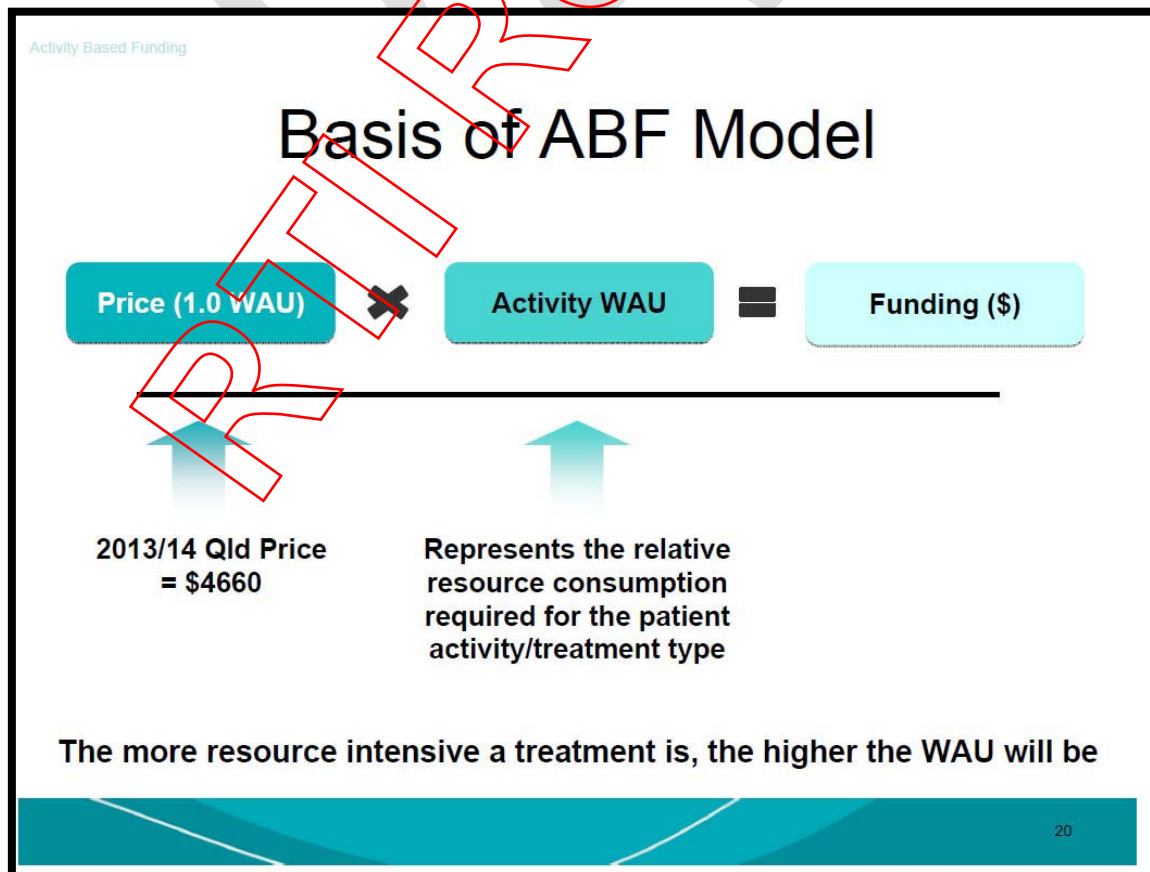 Activity Based Funding
Basis of ABF Model
Price (1.0 WAU) × Activity WAU = Funding ($)
2013/14 Qld Price
= $4660
Represents the relative
resource consumption
required for the patient
activity/treatment type
The more resource intensive a treatment is, the higher the WAU will be
20
RTI R